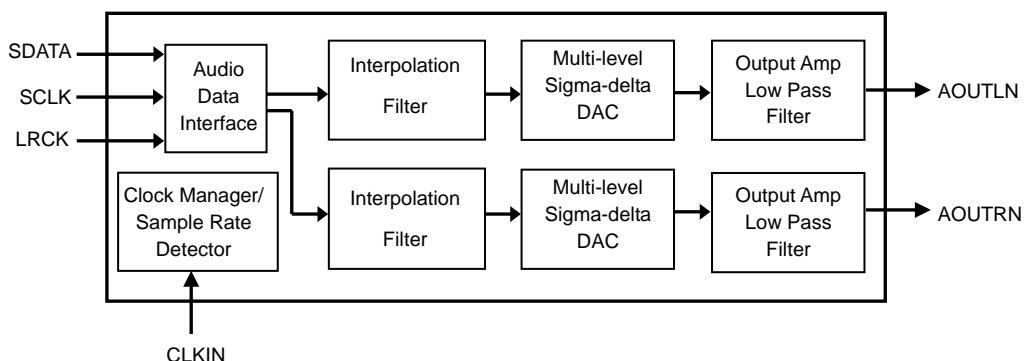 SDATA
SCLK
LRCK
Audio
Data
Interface
Interpolation
Filter
Multi-level
Sigma-delta
DAC
Output Amp
Low Pass
Filter
AOUTLN
Clock Manager/
Sample Rate
Detector
Interpolation
Filter
Multi-level
Sigma-delta
DAC
Output Amp
Low Pass
Filter
AOUTRN
CLKIN